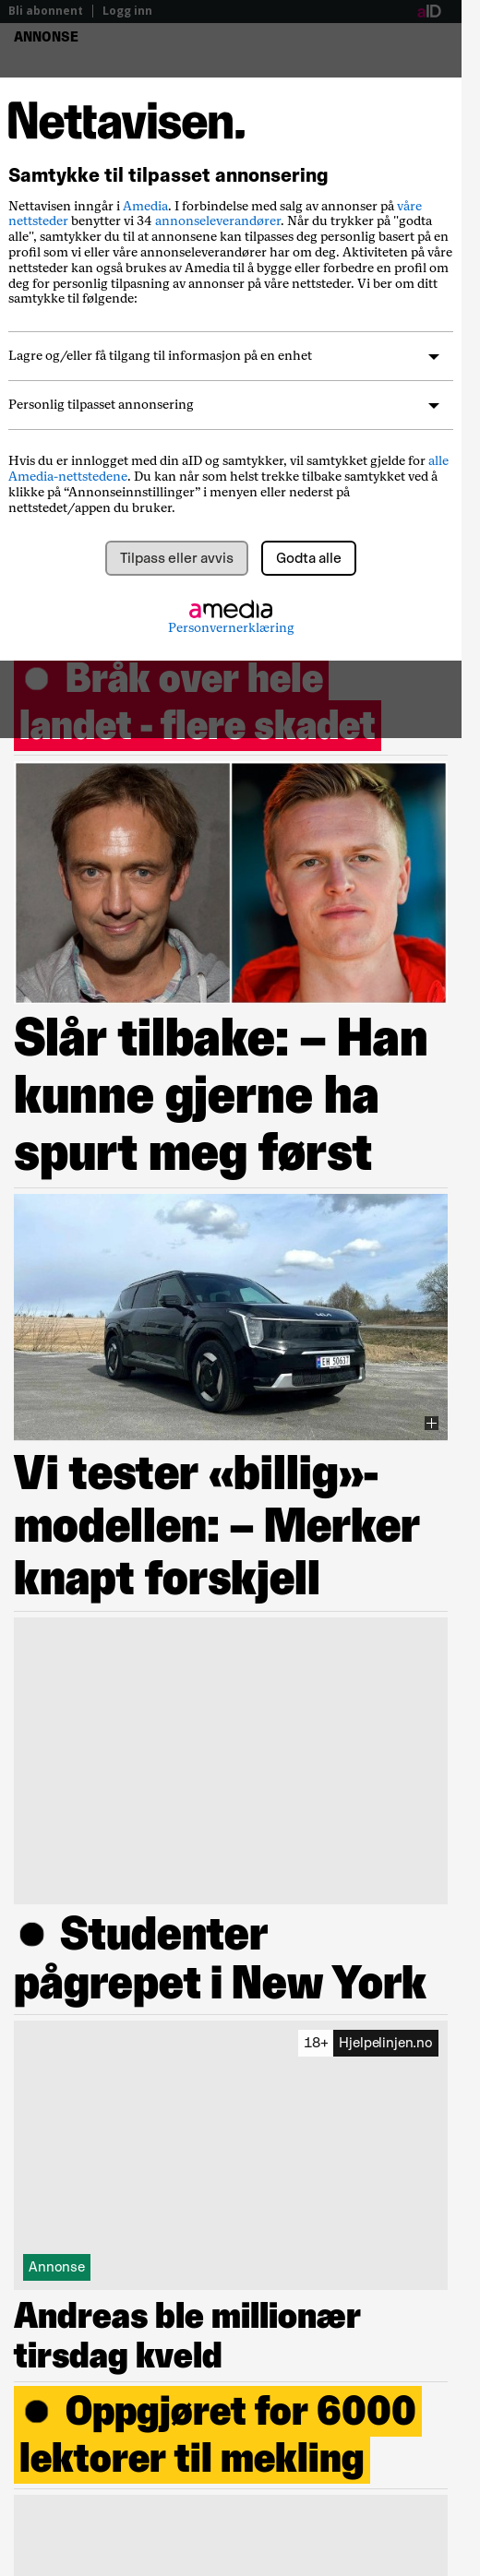 Bli abonnent | Logg inn
aID
ANNONSE
Nettavisen.
Samtykke til tilpasset annonsering
Nettavisen inngår i Amedia. I forbindelse med salg av annonser på våre
nettsteder benytter vi 34 annonseleverandører. Når du trykker på "godta
alle", samtykker du til at annonsene kan tilpasses deg personlig basert på en
profil som vi eller våre annonseleverandører har om deg. Aktiviteten på våre
nettsteder kan også brukes av Amedia til å bygge eller forbedre en profil om
deg for personlig tilpasning av annonser på våre nettsteder. Vi ber om ditt
samtykke til følgende:
Lagre og/eller få tilgang til informasjon på en enhet
Personlig tilpasset annonsering
Hvis du er innlogget med din aID og samtykker, vil samtykket gjelde for alle
Amedia-nettstedene. Du kan når som helst trekke tilbake samtykket ved å
klikke på “Annonseinnstillinger” i menyen eller nederst på
nettstedet/appen du bruker.
Tilpass eller avvis
Godta alle
amedia
Personvernerklæring
● Bråk over hele
landet - flere skadet
Slår tilbake: – Han
kunne gjerne ha
spurt meg først
KIA
EH 50637
Vi tester «billig»-
modellen: – Merker
knapt forskjell
● Studenter
pågrepet i New York
18+ Hjelpelinjen.no
Annonse
Andreas ble millionær
tirsdag kveld
● Oppgjøret for 6000
lektorer til mekling